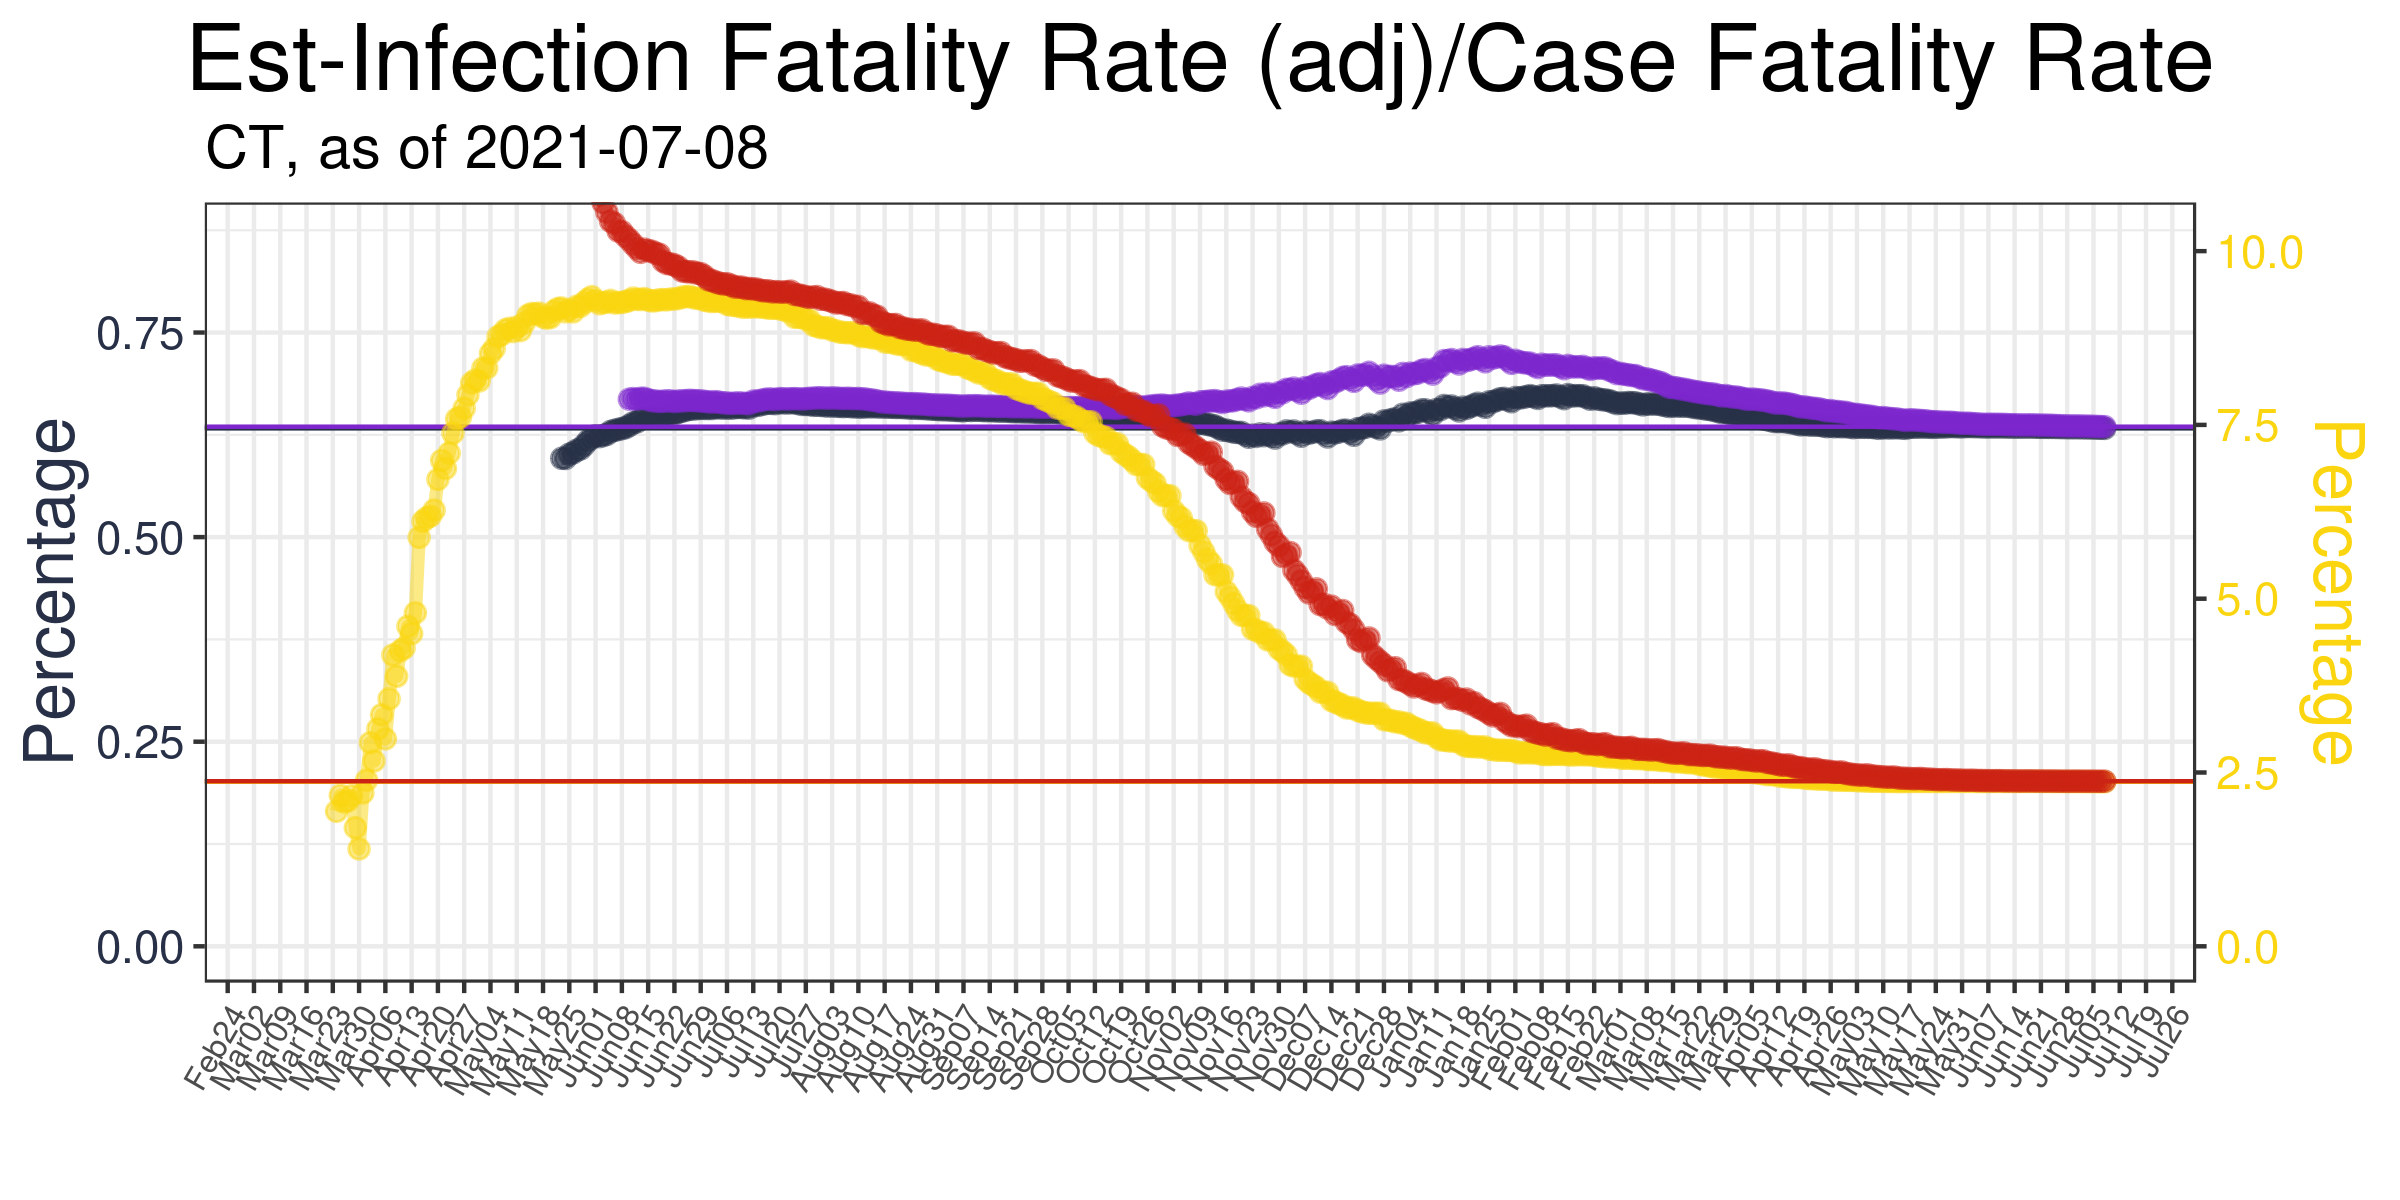 Est-Infection Fatality Rate (adj)/Case Fatality Rate
CT, as of 2021-07-08
Percentage
0.75
0.50
0.25
0.00
10.0
7.5
5.0
2.5
0.0
Percentage
Feb24
Mar02
Mar09
Mar16
Mar23
Mar30
Apr06
Apr13
Apr20
Apr27
May04
May11
May18
May25
Jun01
Jun08
Jun15
Jun22
Jun29
Jul06
Jul13
Jul20
Jul27
Aug03
Aug10
Aug17
Aug24
Aug31
Sep07
Sep14
Sep21
Sep28
Oct05
Oct12
Oct19
Oct26
Nov02
Nov09
Nov16
Nov23
Nov30
Dec07
Dec14
Dec21
Dec28
Jan04
Jan11
Jan18
Jan25
Feb01
Feb08
Feb15
Feb22
Mar01
Mar08
Mar15
Mar22
Mar29
Apr05
Apr12
Apr19
Apr26
May03
May10
May17
May24
May31
Jun07
Jun14
Jun21
Jun28
Jul05
Jul12
Jul19
Jul26